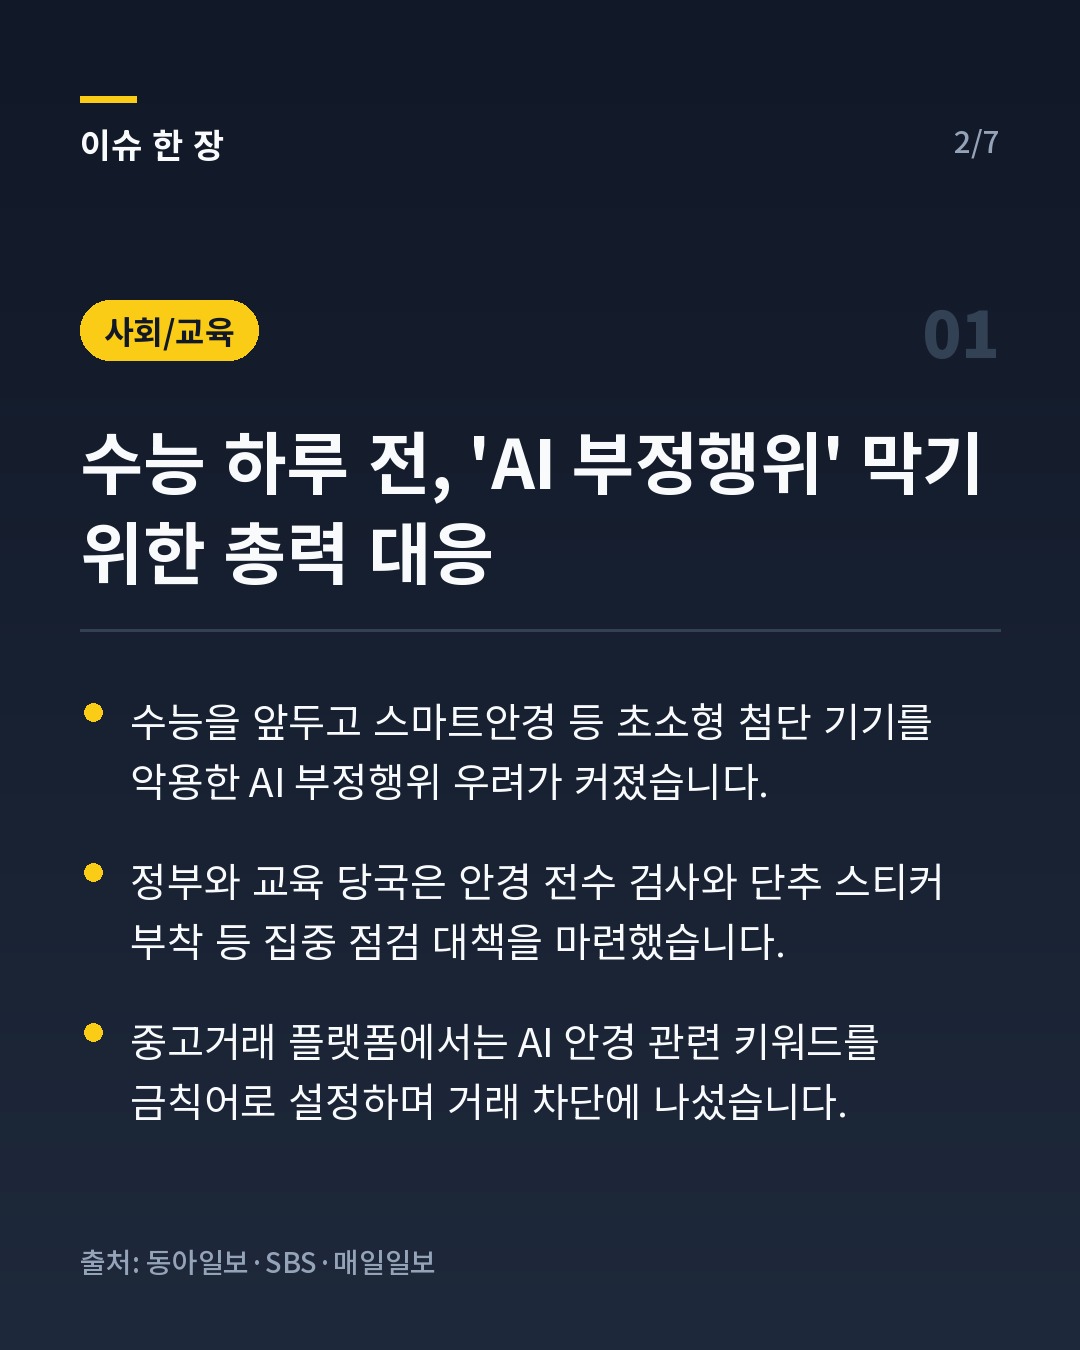 이슈 한 장
2/7
사회/교육
01
수능 하루 전, 'AI 부정행위' 막기
위한 총력 대응
수능을 앞두고 스마트안경 등 초소형 첨단 기기를
악용한 AI 부정행위 우려가 커졌습니다.
정부와 교육 당국은 안경 전수 검사와 단추 스티커
부착 등 집중 점검 대책을 마련했습니다.
중고거래 플랫폼에서는 AI 안경 관련 키워드를
금칙어로 설정하며 거래 차단에 나섰습니다.
출처: 동아일보·SBS·매일일보